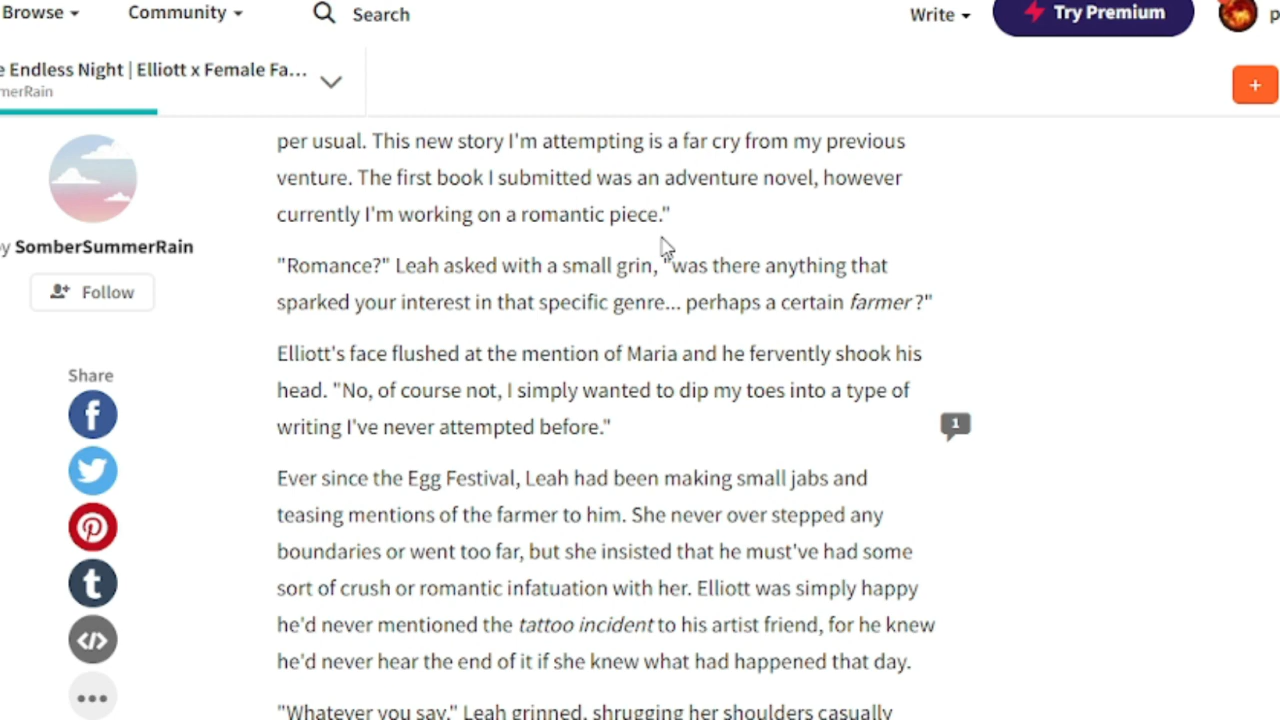 Browse
Community
Search
Write
Try Premium
e Endless Night | Elliott x Female Fa...
merRain
+
per usual. This new story I'm attempting is a far cry from my previous
venture. The first book I submitted was an adventure novel, however
currently I'm working on a romantic piece."
by SomberSummerRain
Follow
"Romance?" Leah asked with a small grin, "was there anything that
sparked your interest in that specific genre... perhaps a certain farmer?"
Share
Elliott's face flushed at the mention of Maria and he fervently shook his
head. "No, of course not, I simply wanted to dip my toes into a type of
writing I've never attempted before."
1
Ever since the Egg Festival, Leah had been making small jabs and
teasing mentions of the farmer to him. She never over stepped any
boundaries or went too far, but she insisted that he must've had some
sort of crush or romantic infatuation with her. Elliott was simply happy
he'd never mentioned the tattoo incident to his artist friend, for he knew
he'd never hear the end of it if she knew what had happened that day.
"Whatever you say," Leah grinned, shrugging her shoulders casually